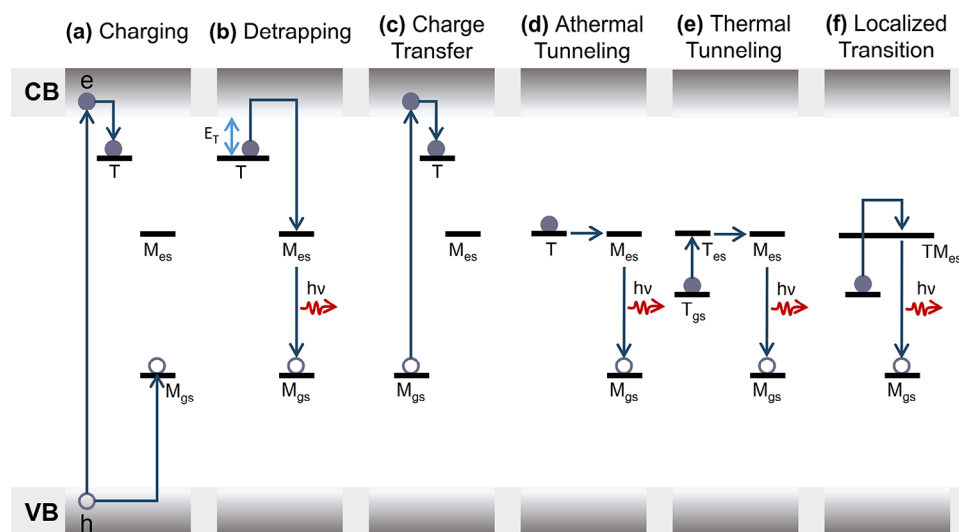 (a) Charging
(b) Detrapping
(c) Charge
Transfer
(d) Athermal
Tunneling
(e) Thermal
Tunneling
(f) Localized
Transition
CB
e
T
M_es
M_gs
h
VB
E_T
T
M_es
hν
M_gs
T
M_es
M_gs
T
M_es
hν
M_gs
T_es
M_es
T_gs
hν
M_gs
TM_es
hν
M_gs